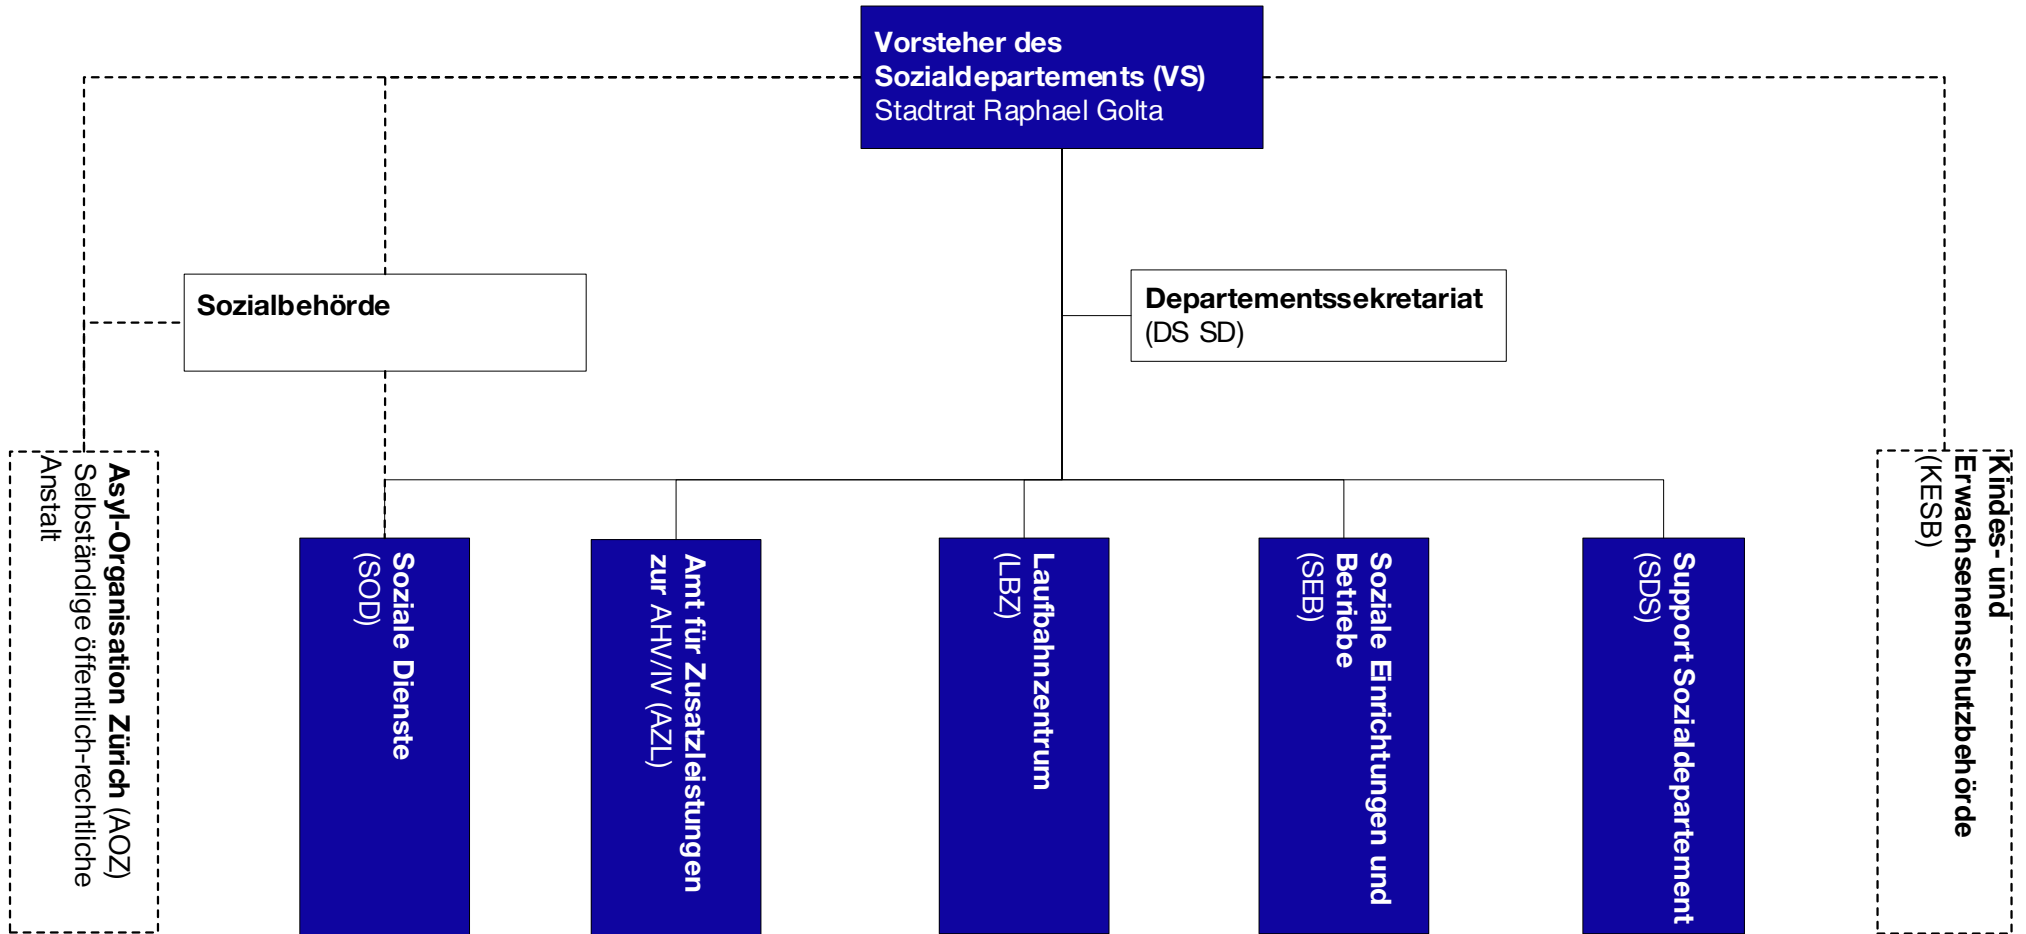 Vorsteher des
Sozialdepartements (VS)
Stadtrat Raphael Golta
Sozialbehörde
Departementssekretariat
(DS SD)
Asyl-Organisation Zürich (AOZ)
Selbständige öffentlich-rechtliche
Anstalt
Soziale Dienste
(SOD)
Amt für Zusatzleistungen
zur AHV/IV (AZL)
Laufbahnzentrum
(LBZ)
Soziale Einrichtungen und
Betriebe
(SEB)
Support Sozialdepartement
(SDS)
Kindes- und
Erwachsenenschutzbehörde
(KESB)